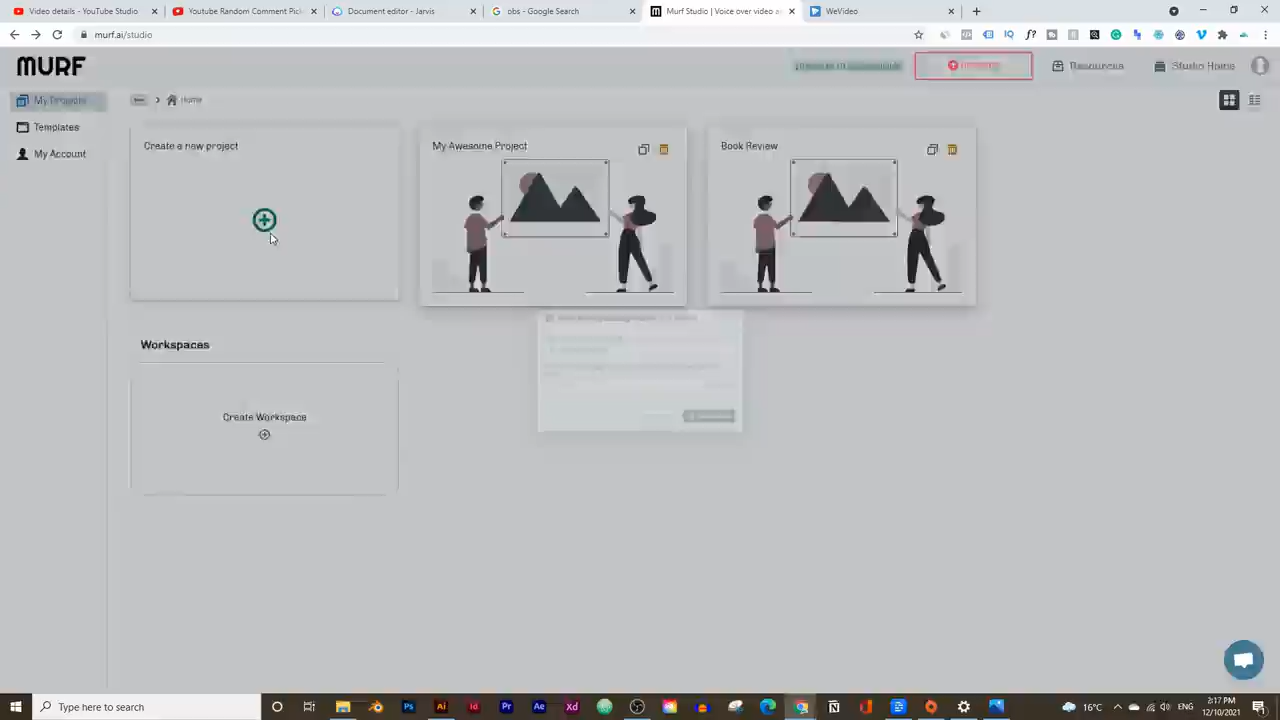 Video details - YouTube Studio
Youtube Random Comment Pick
Document editor - Jarvis
obs - Google Search
Murf Studio | Voice over video a
WeVideo
murf.ai/studio
MURF
Resources
Studio Home
My Projects
Home
Templates
My Account
Create a new project
My Awesome Project
Book Review
Workspaces
Create Workspace
Type here to search
16°C
ENG
2:17 PM
12/10/2021